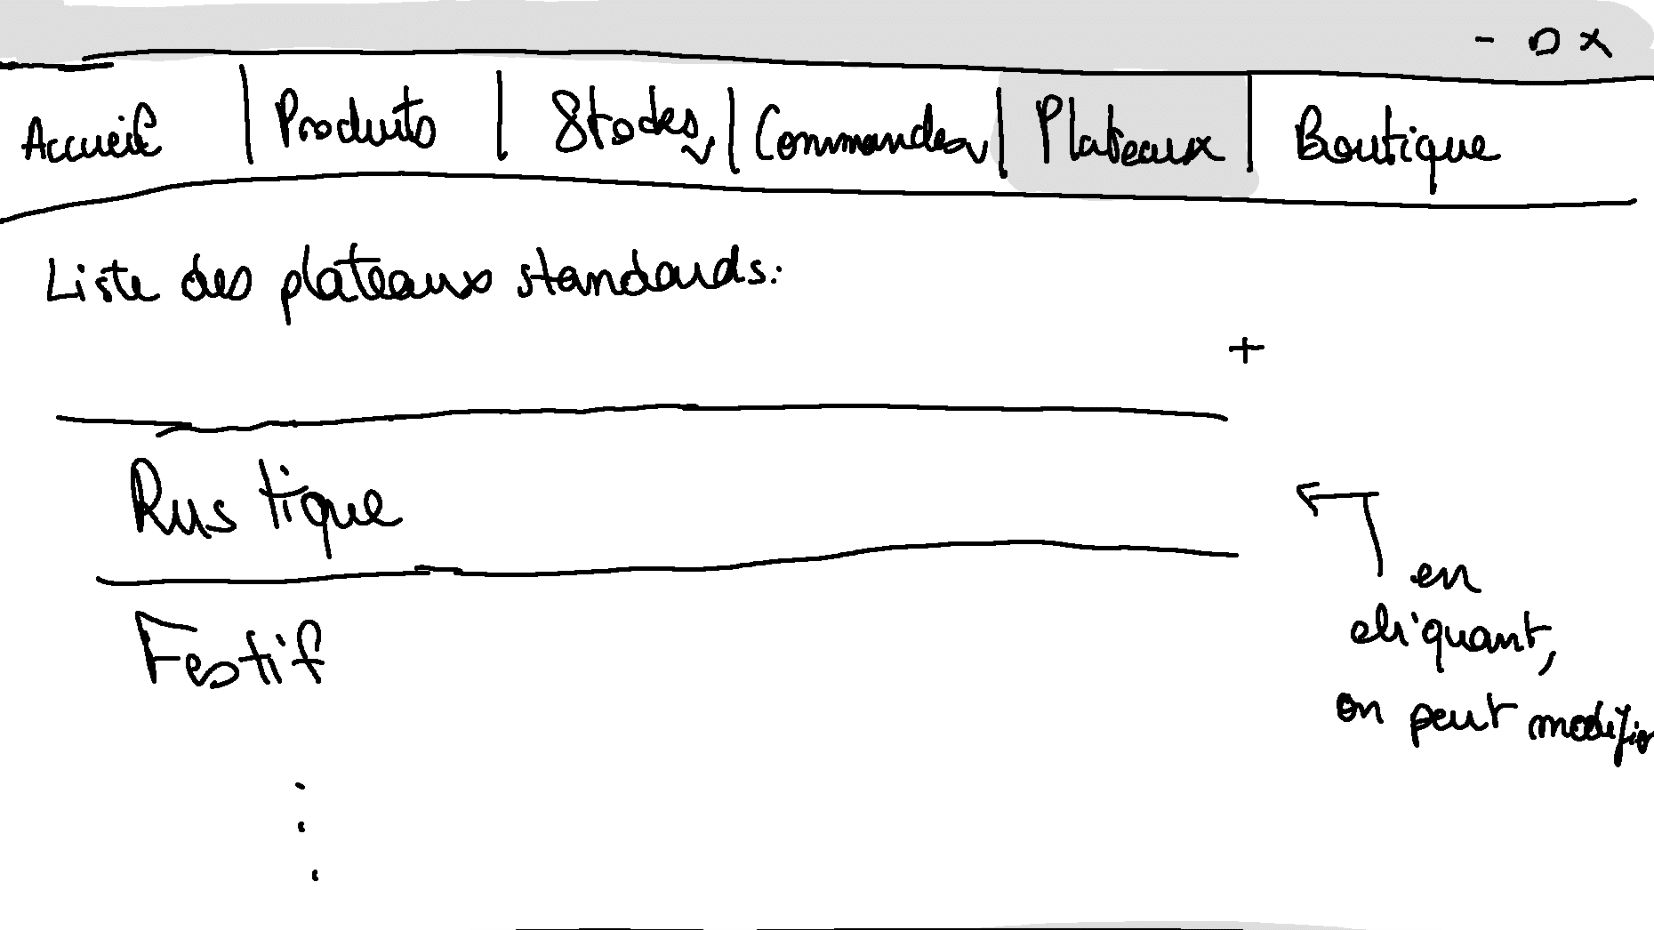 - □ x
Accueil | Produits | Stocks v | Commandes v | Plateaux | Boutique
Liste des plateaux standards:
+
Rustique
Festif
en
cliquant,
on peut modifier